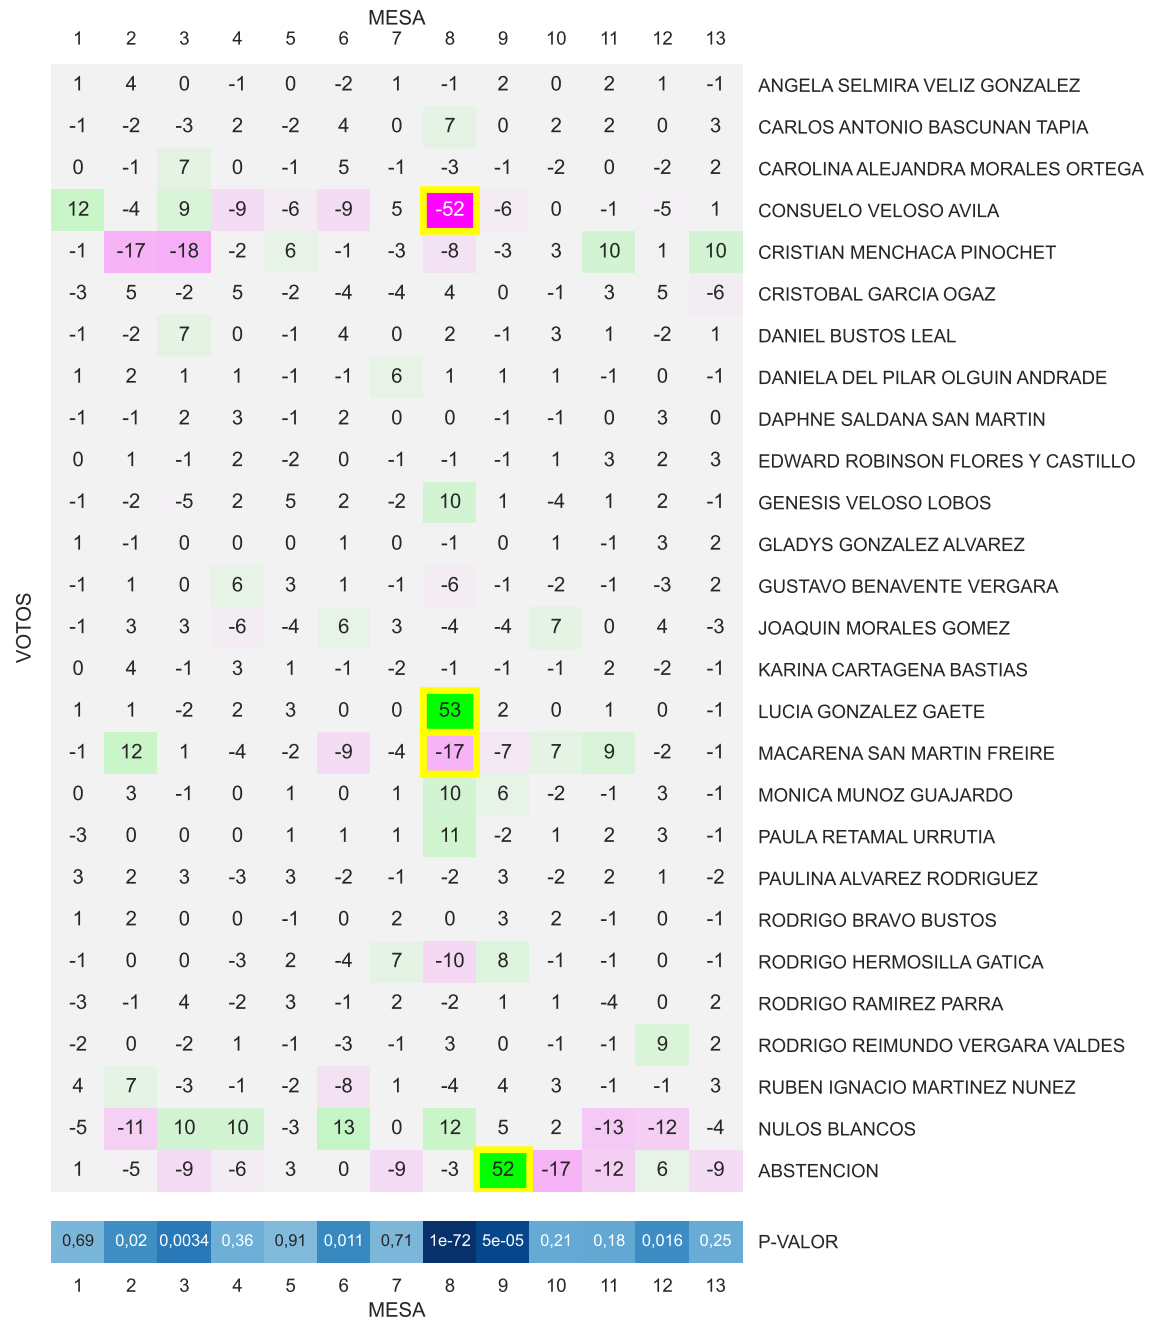 MESA
1 2 3 4 5 6 7 8 9 10 11 12 13
1 4 0 -1 0 -2 1 -1 2 0 2 1 -1 ANGELA SELMIRA VELIZ GONZALEZ
-1 -2 -3 2 -2 4 0 7 0 2 2 0 3 CARLOS ANTONIO BASCUNAN TAPIA
0 -1 7 0 -1 5 -1 -3 -1 -2 0 -2 2 CAROLINA ALEJANDRA MORALES ORTEGA
12 -4 9 -9 -6 -9 5 -52 -6 0 -1 -5 1 CONSUELO VELOSO AVILA
-1 -17 -18 -2 6 -1 -3 -8 -3 3 10 1 10 CRISTIAN MENCHACA PINOCHET
-3 5 -2 5 -2 -4 -4 4 0 -1 3 5 -6 CRISTOBAL GARCIA OGAZ
-1 -2 7 0 -1 4 0 2 -1 3 1 -2 1 DANIEL BUSTOS LEAL
1 2 1 1 -1 -1 6 1 1 1 -1 0 -1 DANIELA DEL PILAR OLGUIN ANDRADE
-1 -1 2 3 -1 2 0 0 -1 -1 0 3 0 DAPHNE SALDANA SAN MARTIN
0 1 -1 2 -2 0 -1 -1 -1 1 3 2 3 EDWARD ROBINSON FLORES Y CASTILLO
-1 -2 -5 2 5 2 -2 10 1 -4 1 2 -1 GENESIS VELOSO LOBOS
1 -1 0 0 0 1 0 -1 0 1 -1 3 2 GLADYS GONZALEZ ALVAREZ
-1 1 0 6 3 1 -1 -6 -1 -2 -1 -3 2 GUSTAVO BENAVENTE VERGARA
VOTOS
-1 3 3 -6 -4 6 3 -4 -4 7 0 4 -3 JOAQUIN MORALES GOMEZ
0 4 -1 3 1 -1 -2 -1 -1 -1 2 -2 -1 KARINA CARTAGENA BASTIAS
1 1 -2 2 3 0 0 53 2 0 1 0 -1 LUCIA GONZALEZ GAETE
-1 12 1 -4 -2 -9 -4 -17 -7 7 9 -2 -1 MACARENA SAN MARTIN FREIRE
0 3 -1 0 1 0 1 10 6 -2 -1 3 -1 MONICA MUNOZ GUAJARDO
-3 0 0 0 1 1 1 11 -2 1 2 3 -1 PAULA RETAMAL URRUTIA
3 2 3 -3 3 -2 -1 -2 3 -2 2 1 -2 PAULINA ALVAREZ RODRIGUEZ
1 2 0 0 -1 0 2 0 3 2 -1 0 -1 RODRIGO BRAVO BUSTOS
-1 0 0 -3 2 -4 7 -10 8 -1 -1 0 -1 RODRIGO HERMOSILLA GATICA
-3 -1 4 -2 3 -1 2 -2 1 1 -4 0 2 RODRIGO RAMIREZ PARRA
-2 0 -2 1 -1 -3 -1 3 0 -1 -1 9 2 RODRIGO REIMUNDO VERGARA VALDES
4 7 -3 -1 -2 -8 1 -4 4 3 -1 -1 3 RUBEN IGNACIO MARTINEZ NUNEZ
-5 -11 10 10 -3 13 0 12 5 2 -13 -12 -4 NULOS BLANCOS
1 -5 -9 -6 3 0 -9 -3 52 -17 -12 6 -9 ABSTENCION
0,69 0,02 0,0034 0,36 0,91 0,011 0,71 1e-72 5e-05 0,21 0,18 0,016 0,25 P-VALOR
1 2 3 4 5 6 7 8 9 10 11 12 13
MESA